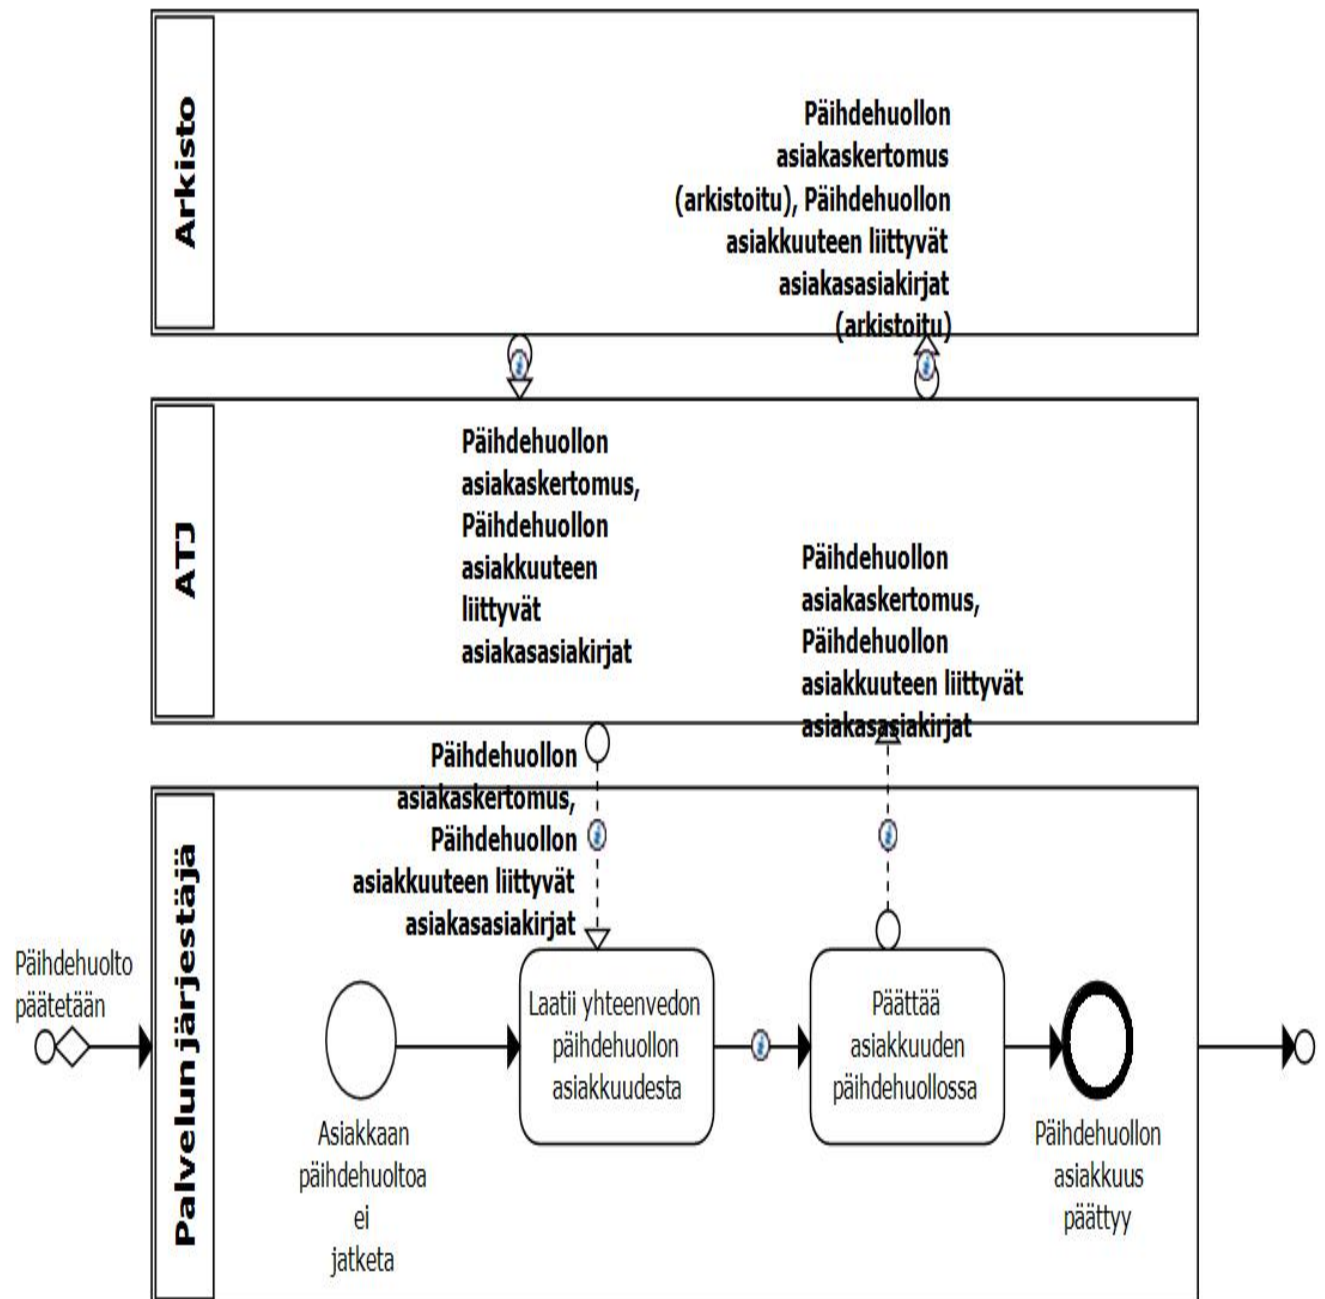 Arkisto
Päihdehuollon
asiakaskertomus
(arkistoitu), Päihdehuollon
asiakkuuteen liittyvät
asiakasasiakirjat
(arkistoitu)
ATJ
Päihdehuollon
asiakaskertomus,
Päihdehuollon
asiakkuuteen
liittyvät
asiakasasiakirjat
Päihdehuollon
asiakaskertomus,
Päihdehuollon
asiakkuuteen liittyvät
asiakasasiakirjat
Palvelunjärjestäjä
Päihdehuollon
asiakaskertomus,
Päihdehuollon
asiakkuuteen liittyvät
asiakasasiakirjat
Päihdehuolto
päätetään
Asiakkaan
päihdehuoltoa
ei
jatketa
Laatii yhteenvedon
päihdehuollon
asiakkuudesta
Päättää
asiakkuuden
päihdehuollossa
Päihdehuollon
asiakkuus
päättyy